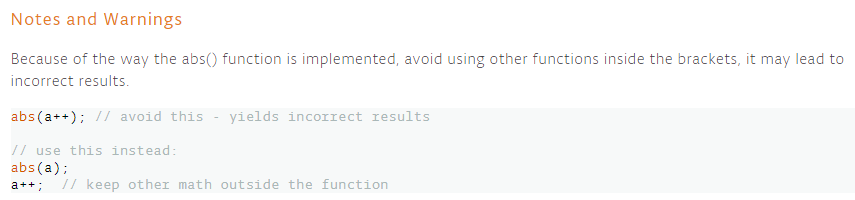 Notes and Warnings
Because of the way the abs() function is implemented, avoid using other functions inside the brackets, it may lead to
incorrect results.
abs(a++); // avoid this - yields incorrect results
// use this instead:
abs(a);
a++;  // keep other math outside the function